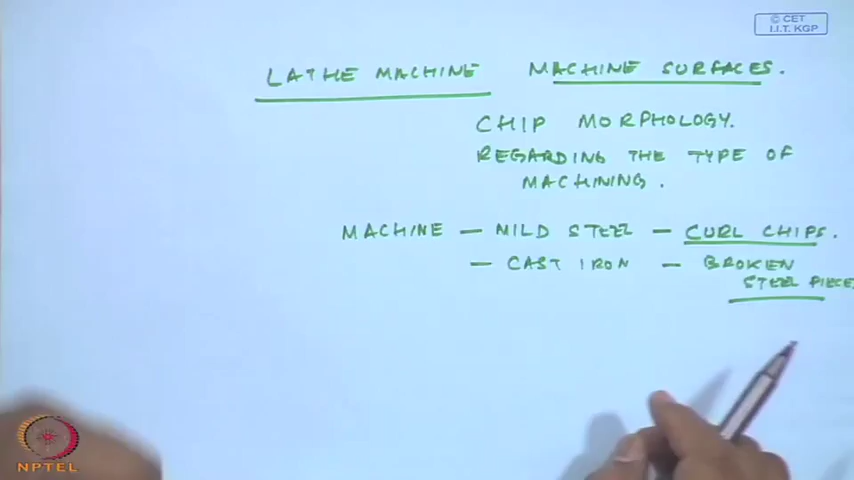 © CET
I.I.T. KGP
LATHE MACHINE MACHINE SURFACES.
CHIP MORPHOLOGY.
REGARDING THE TYPE OF
MACHINING.
MACHINE - MILD STEEL - CURL CHIPS.
- CAST IRON - BROKEN
STEEL PIECES
NPTEL